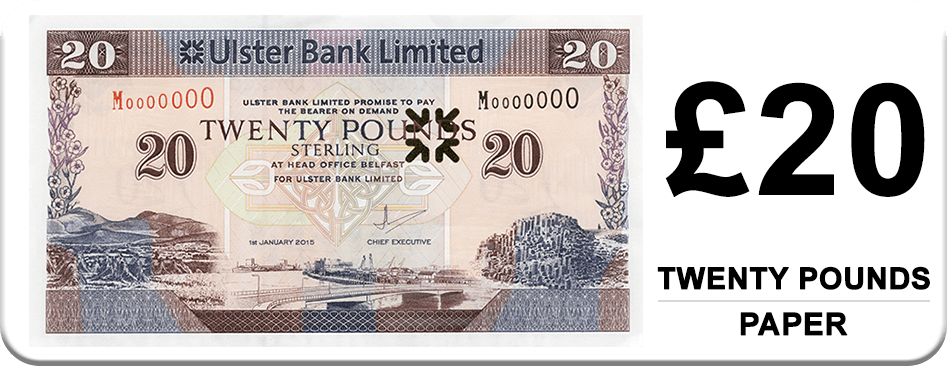 20 Ulster Bank Limited 20
M0000000 M0000000
ULSTER BANK LIMITED PROMISE TO PAY
THE BEARER ON DEMAND
TWENTY POUNDS
STERLING
20 20
AT HEAD OFFICE BELFAST
FOR ULSTER BANK LIMITED
1st JANUARY 2015 CHIEF EXECUTIVE
£20
TWENTY POUNDS
PAPER